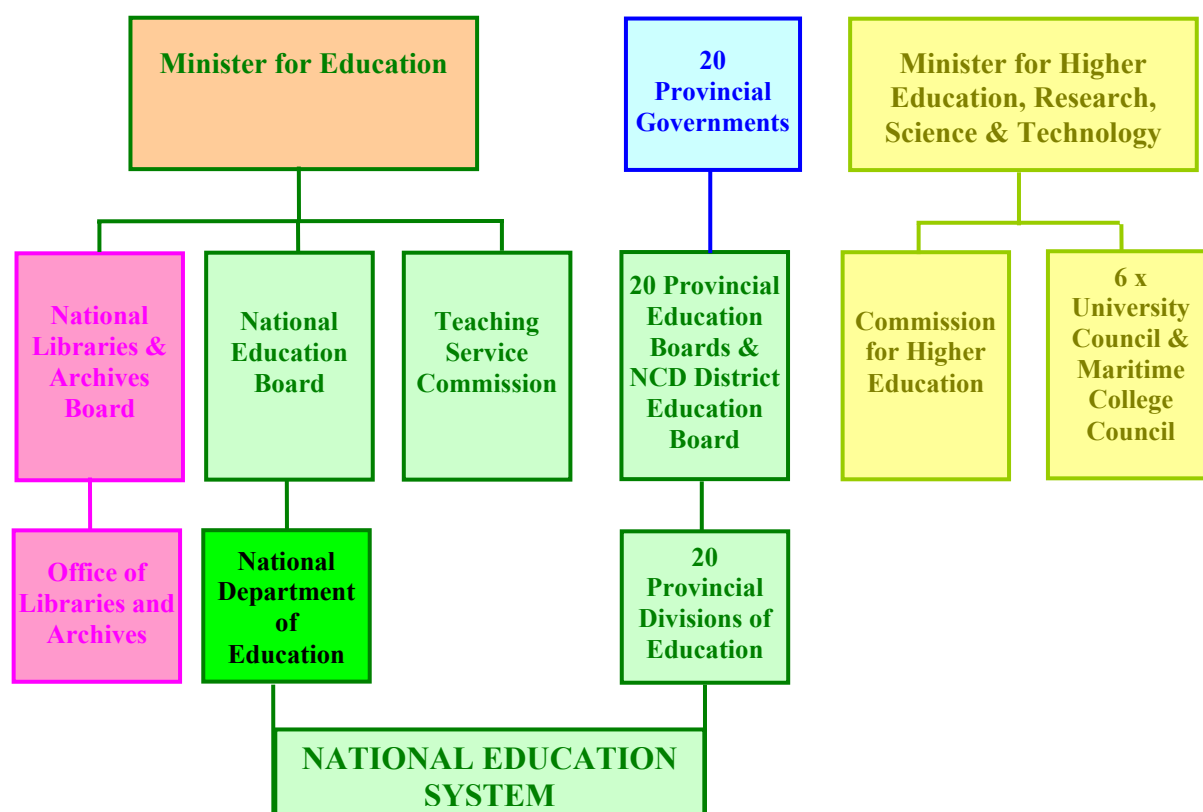 Minister for Education
20
Provincial
Governments
Minister for Higher
Education, Research,
Science & Technology
National
Libraries &
Archives
Board
National
Education
Board
Teaching
Service
Commission
20 Provincial
Education
Boards &
NCD District
Education
Board
Commission
for Higher
Education
6 x
University
Council &
Maritime
College
Council
Office of
Libraries and
Archives
National
Department
of
Education
20
Provincial
Divisions of
Education
NATIONAL EDUCATION
SYSTEM